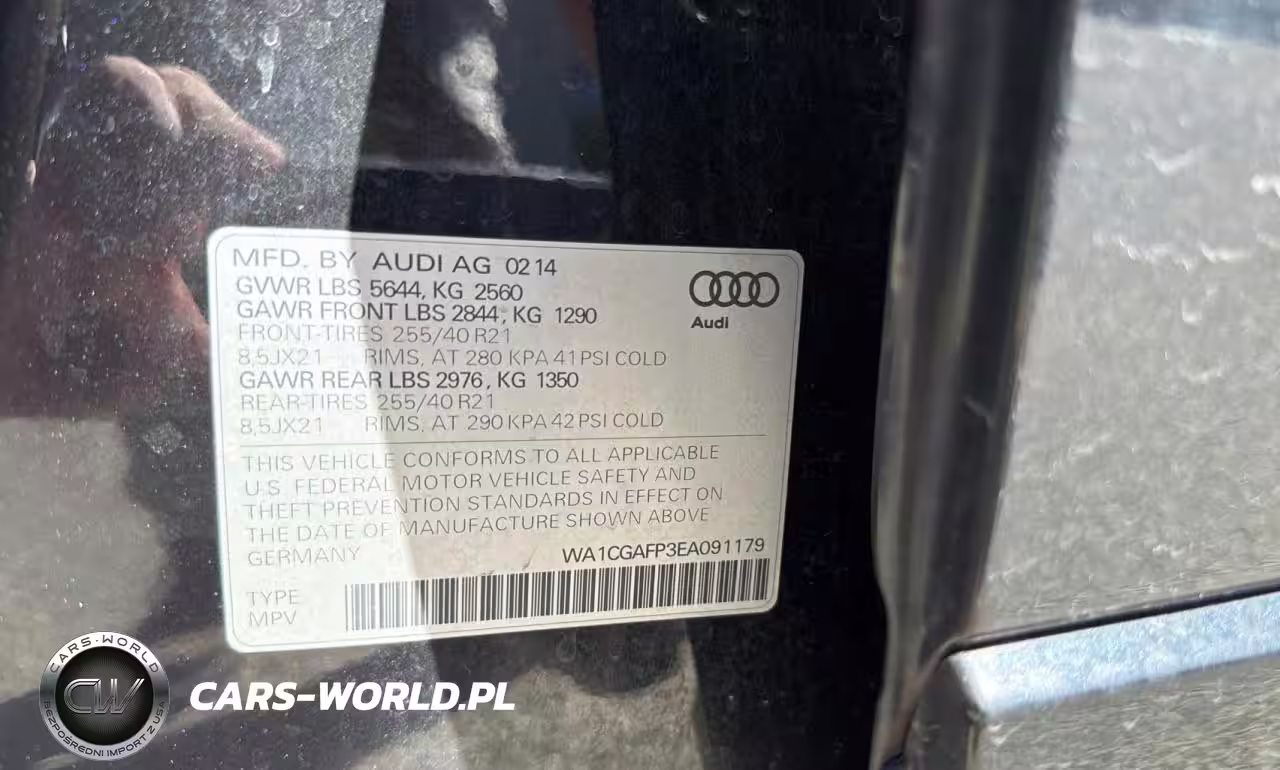 MFD. BY AUDI AG 02 14
GVWR LBS 5644, KG 2560
GAWR FRONT LBS 2844, KG 1290
FRONT-TIRES 255/40 R21
8,5JX21 RIMS, AT 280 KPA 41 PSI COLD
GAWR REAR LBS 2976, KG 1350
REAR-TIRES 255/40 R21
8,5JX21 RIMS, AT 290 KPA 42 PSI COLD
Audi
THIS VEHICLE CONFORMS TO ALL APPLICABLE
U.S. FEDERAL MOTOR VEHICLE SAFETY AND
THEFT PREVENTION STANDARDS IN EFFECT ON
THE DATE OF MANUFACTURE SHOWN ABOVE
GERMANY WA1CGAFP3EA091179
TYPE
MPV
CARS-WORLD
CW
BEZPOŚREDNI IMPORT Z USA
CARS-WORLD.PL